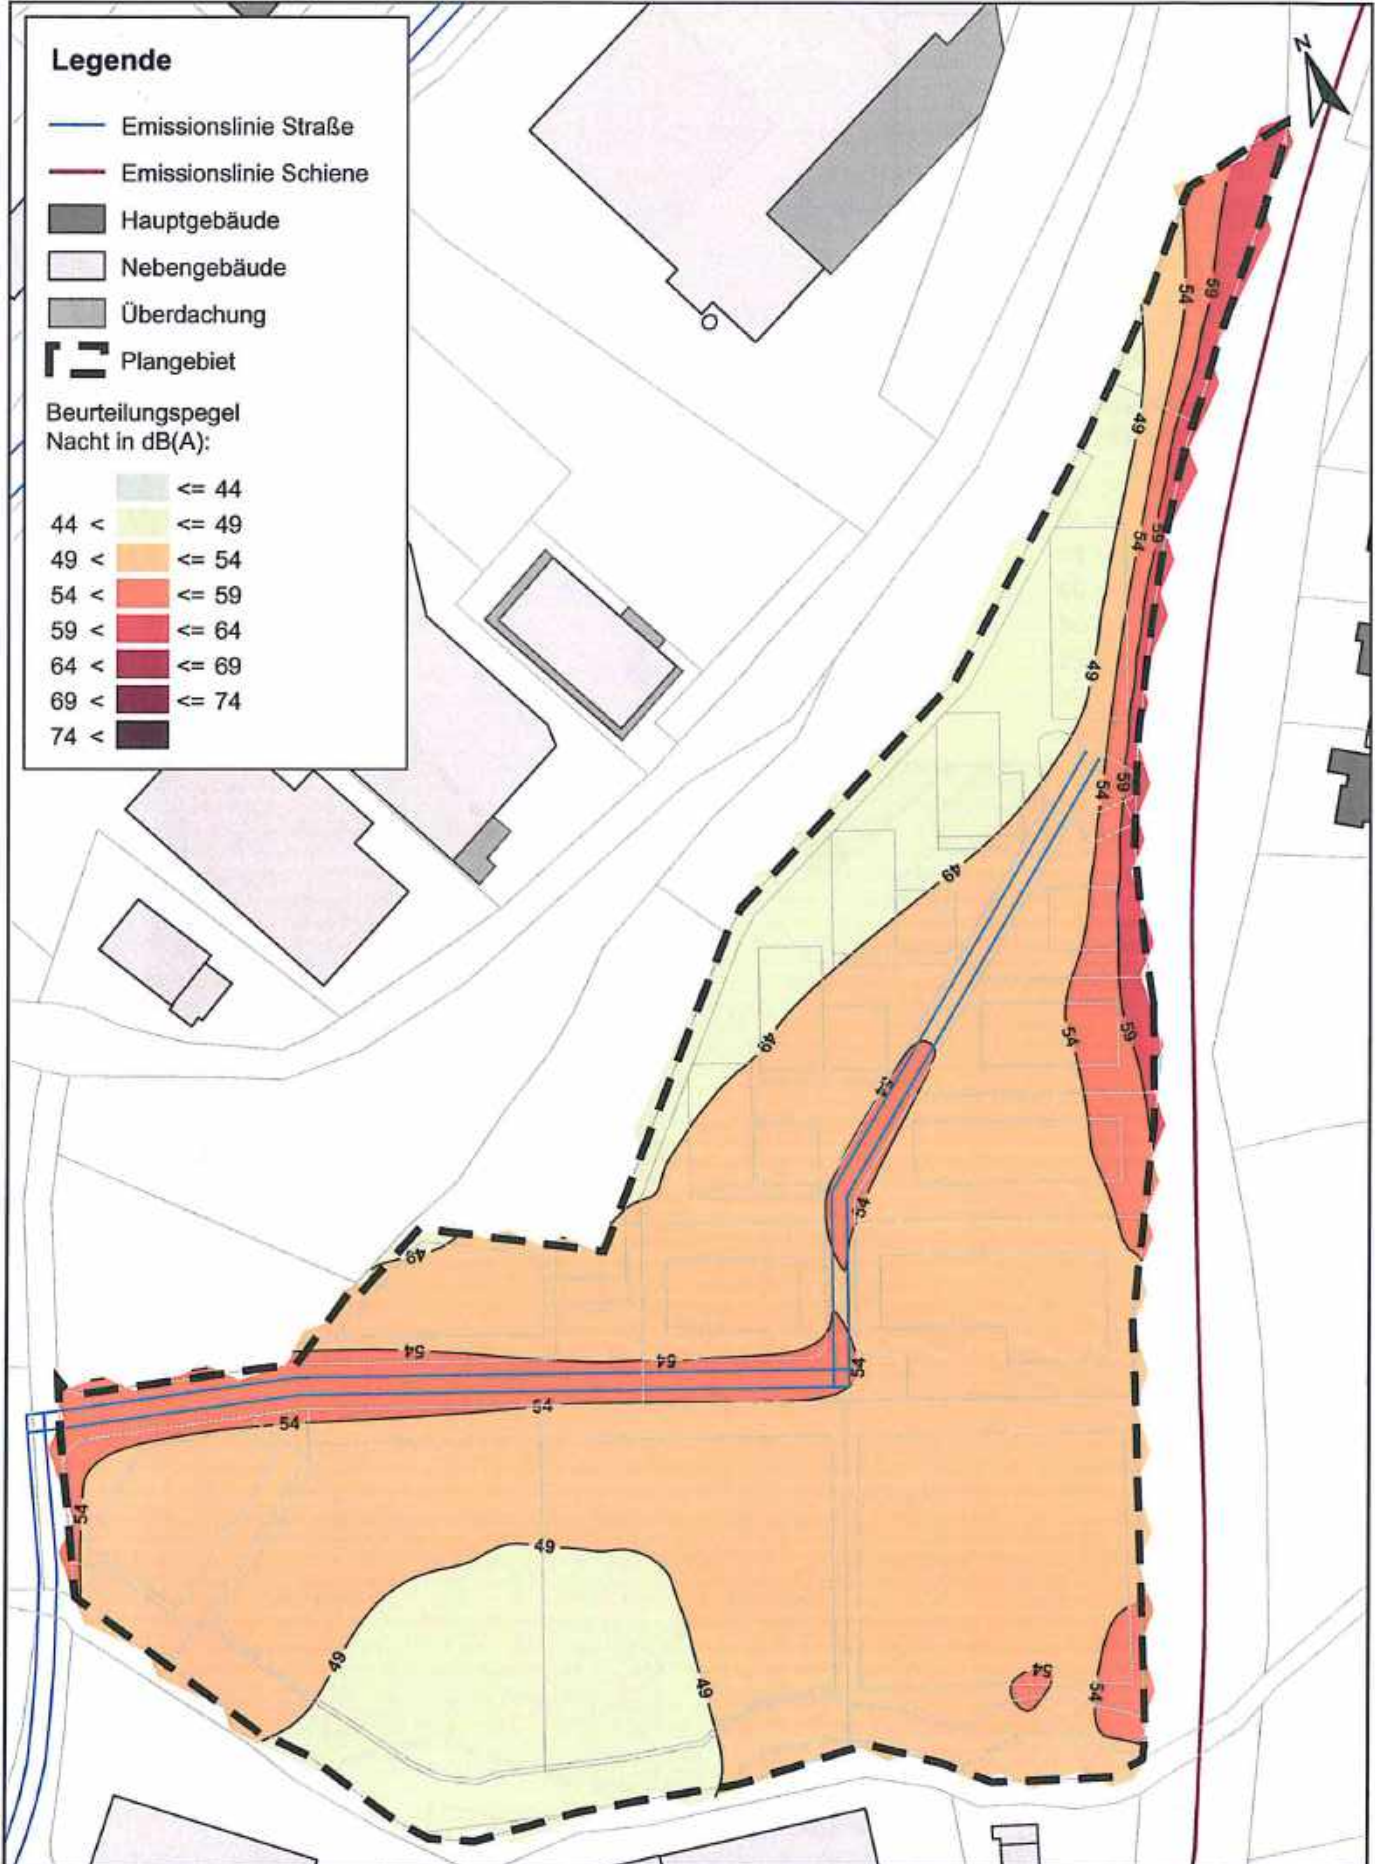 Legende
Emissionslinie Straße
Emissionslinie Schiene
Hauptgebäude
Nebengebäude
Überdachung
Plangebiet
Beurteilungspegel
Nacht in dB(A):
<= 44
44 < <= 49
49 < <= 54
54 < <= 59
59 < <= 64
64 < <= 69
69 < <= 74
74 <
N
54
59
49
54
59
49
54
59
49
49
54
59
54
54
49
54
54
54
54
54
54
49
49
49
54
54